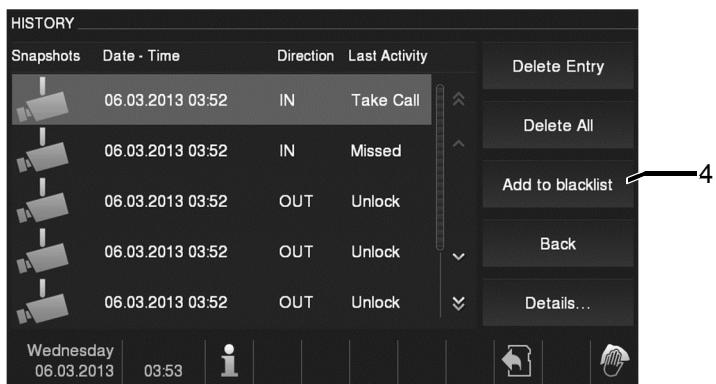 HISTORY
Snapshots Date - Time Direction Last Activity
06.03.2013 03:52 IN Take Call
06.03.2013 03:52 IN Missed
06.03.2013 03:52 OUT Unlock
06.03.2013 03:52 OUT Unlock
06.03.2013 03:52 OUT Unlock
Delete Entry
Delete All
Add to blacklist
4
Back
Details...
Wednesday
06.03.2013 03:53